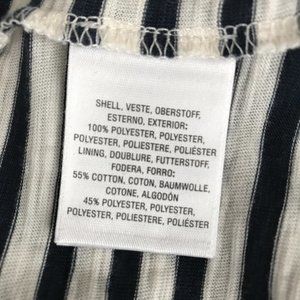 SHELL, VESTE, OBERSTOFF,
ESTERNO, EXTERIOR:
100% POLYESTER, POLYESTER,
POLYESTER, POLIESTERE, POLIÉSTER
LINING, DOUBLURE, FUTTERSTOFF,
FODERA, FORRO:
55% COTTON, COTON, BAUMWOLLE,
COTONE, ALGODÓN
45% POLYESTER, POLYESTER,
POLYESTER, POLIESTERE, POLIÉSTER